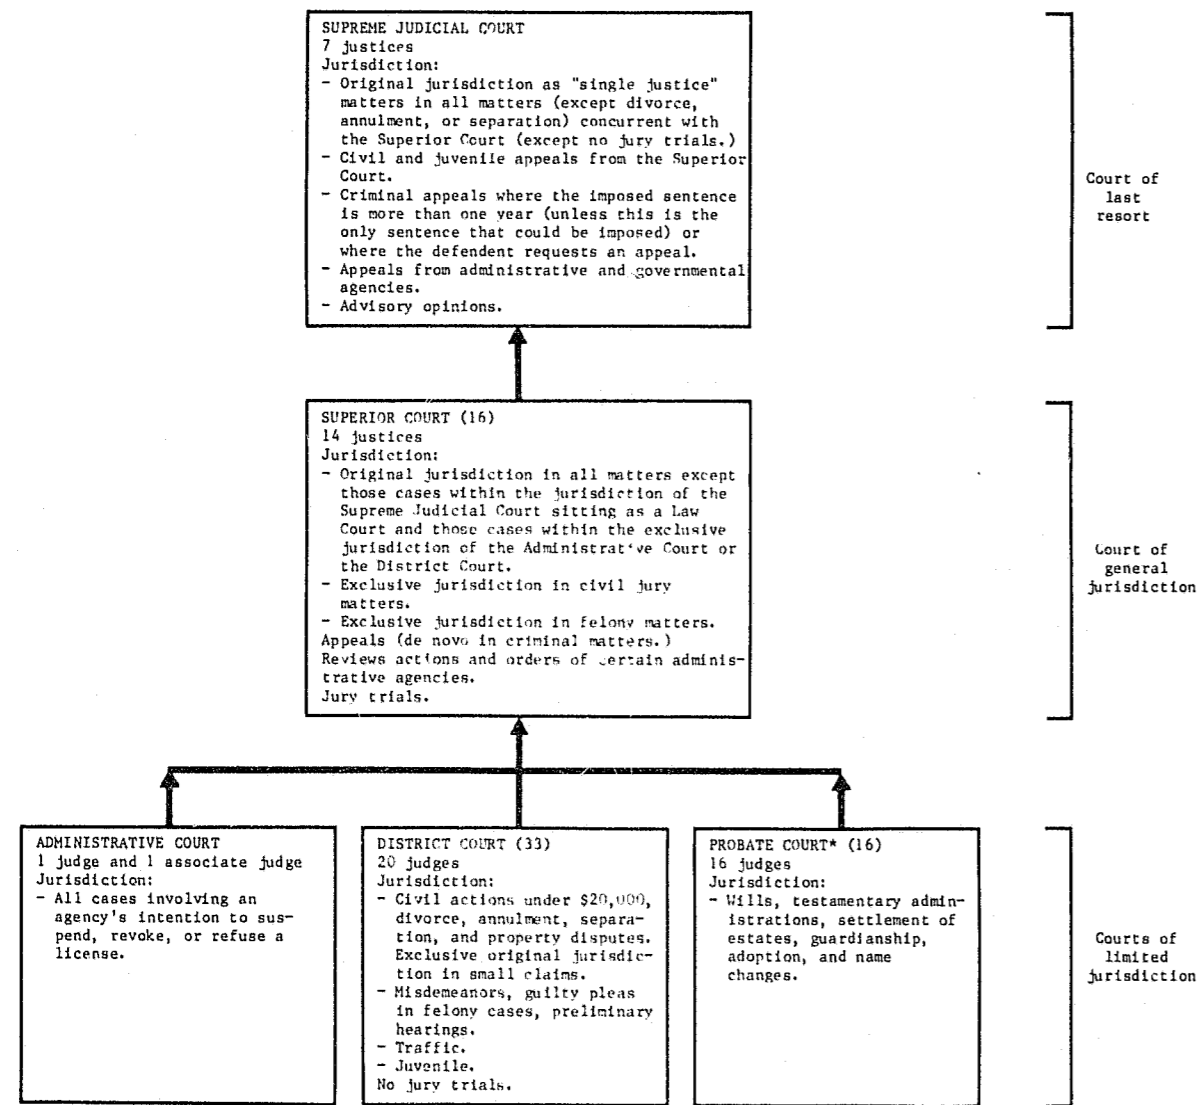 SUPREME JUDICIAL COURT
7 justices
Jurisdiction:
- Original jurisdiction as "single justice"
matters in all matters (except divorce,
annulment, or separation) concurrent with
the Superior Court (except no jury trials.)
- Civil and juvenile appeals from the Superior
Court.
- Criminal appeals where the imposed sentence
is more than one year (unless this is the
only sentence that could be imposed) or
where the defendent requests an appeal.
- Appeals from administrative and governmental
agencies.
- Advisory opinions.
Court of
last
resort
SUPERIOR COURT (16)
14 justices
Jurisdiction:
- Original jurisdiction in all matters except
those cases within the jurisdiction of the
Supreme Judicial Court sitting as a Law
Court and those cases within the exclusive
jurisdiction of the Administrative Court or
the District Court.
- Exclusive jurisdiction in civil jury
matters.
- Exclusive jurisdiction in felony matters.
Appeals (de novo in criminal matters.)
Reviews actions and orders of certain adminis-
trative agencies.
Jury trials.
Court of
general
jurisdiction
ADMINISTRATIVE COURT
1 judge and 1 associate judge
Jurisdiction:
- All cases involving an
agency's intention to sus-
pend, revoke, or refuse a
license.
DISTRICT COURT (33)
20 judges
Jurisdiction:
- Civil actions under $20,000,
divorce, annulment, separa-
tion, and property disputes.
Exclusive original jurisdic-
tion in small claims.
- Misdemeanors, guilty pleas
in felony cases, preliminary
hearings.
- Traffic.
- Juvenile.
No jury trials.
PROBATE COURT* (16)
16 judges
Jurisdiction:
- Wills, testamentary admin-
istrations, settlement of
estates, guardianship,
adoption, and name
changes.
Courts of
limited
jurisdiction